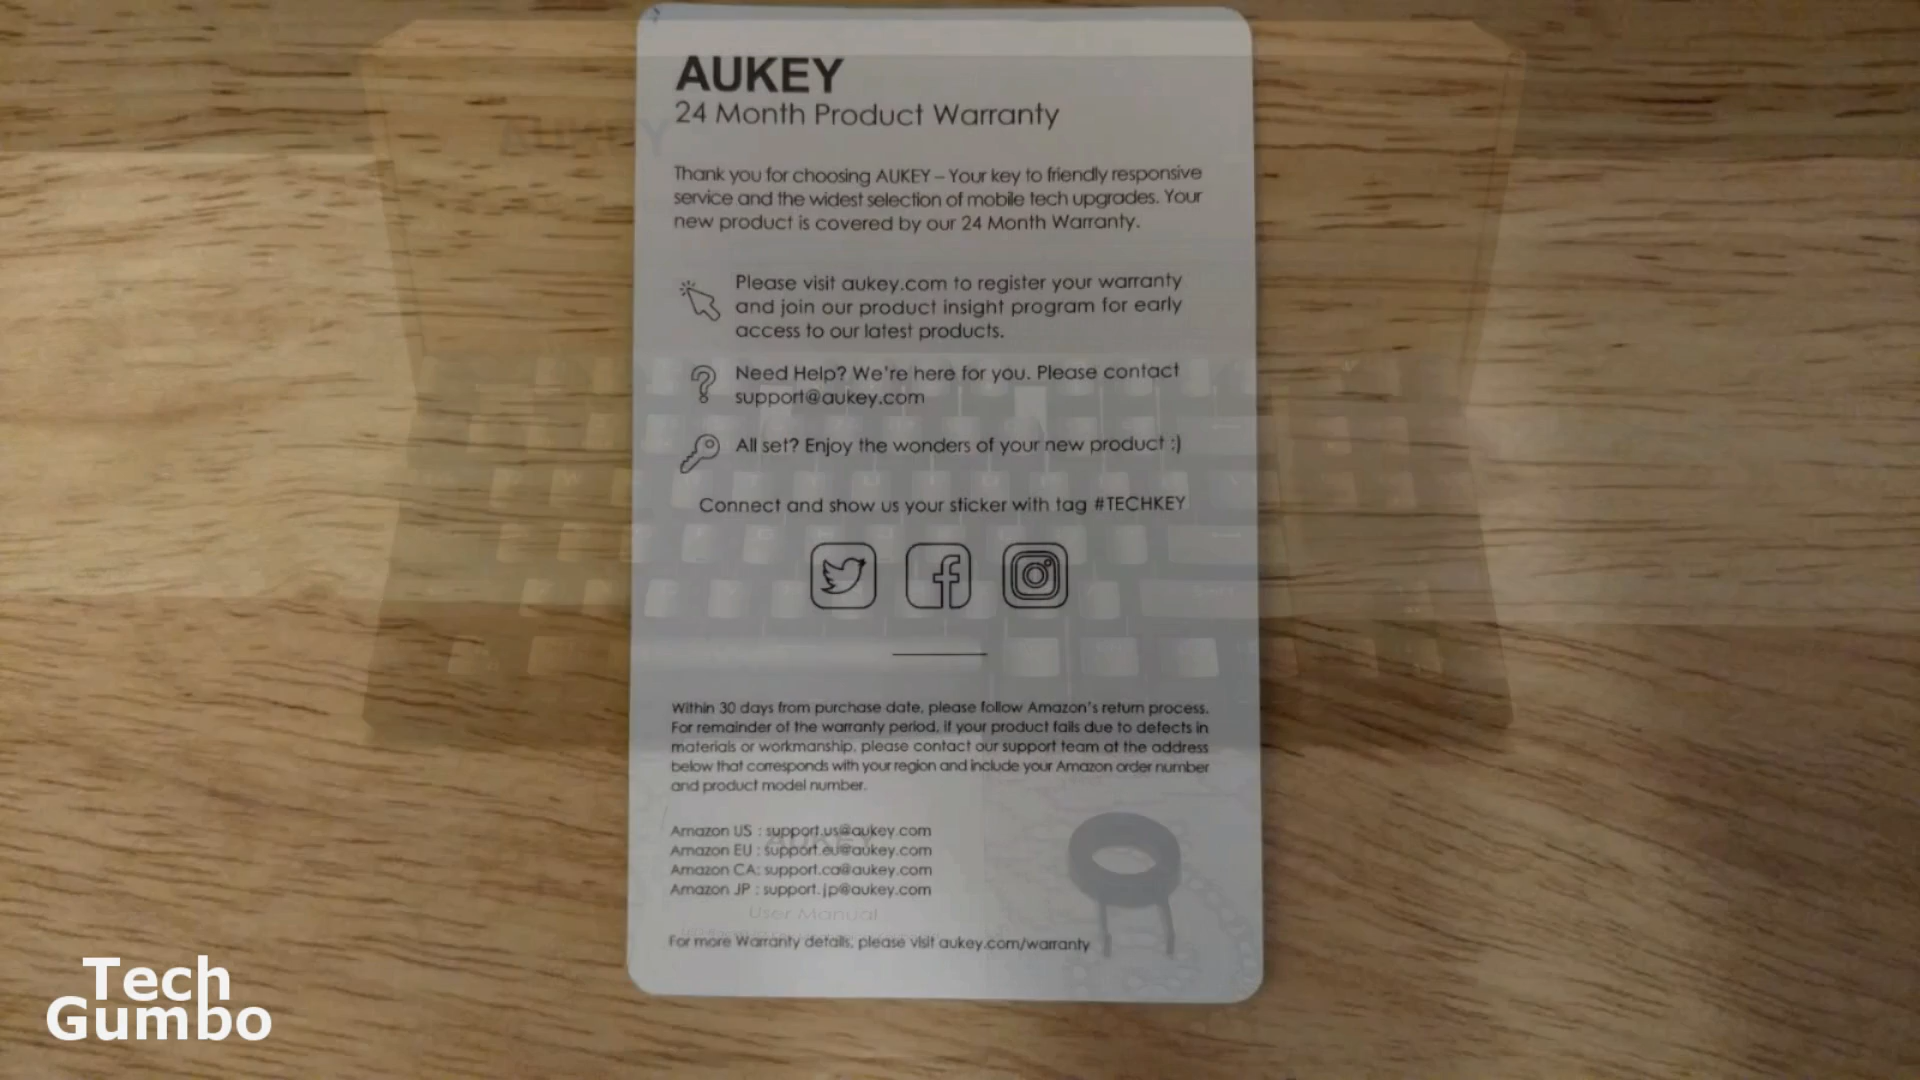 AUKEY
24 Month Product Warranty
Thank you for choosing AUKEY – Your key to friendly responsive
service and the widest selection of mobile tech upgrades. Your
new product is covered by our 24 Month Warranty.
Please visit aukey.com to register your warranty
and join our product insight program for early
access to our latest products.
Need Help? We're here for you. Please contact
support@aukey.com
All set? Enjoy the wonders of your new product :)
Connect and show us your sticker with tag #TECHKEY
Within 30 days from purchase date, please follow Amazon's return process.
For remainder of the warranty period, if your product fails due to defects in
materials or workmanship, please contact our support team at the address
below that corresponds with your region and include your Amazon order number
and product model number.
Amazon US : support.us@aukey.com
Amazon EU : support.eu@aukey.com
Amazon CA: support.ca@aukey.com
Amazon JP : support.jp@aukey.com
For more Warranty details, please visit aukey.com/warranty
AUKEY
AUKEY
User Manual
Tech
Gumbo